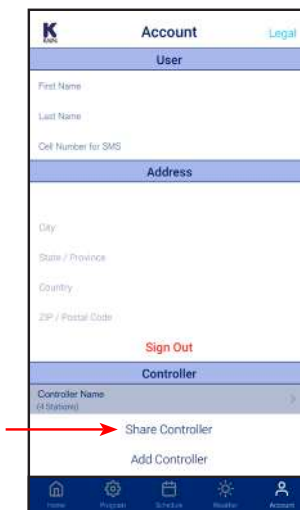 K
RAIN
Account
Legal
User
First Name
Last Name
Cell Number for SMS
Address
City
State / Province
Country
ZIP / Postal Code
Sign Out
Controller
Controller Name
(4 Stations)
Share Controller
Add Controller
Home Program Schedule Weather Account